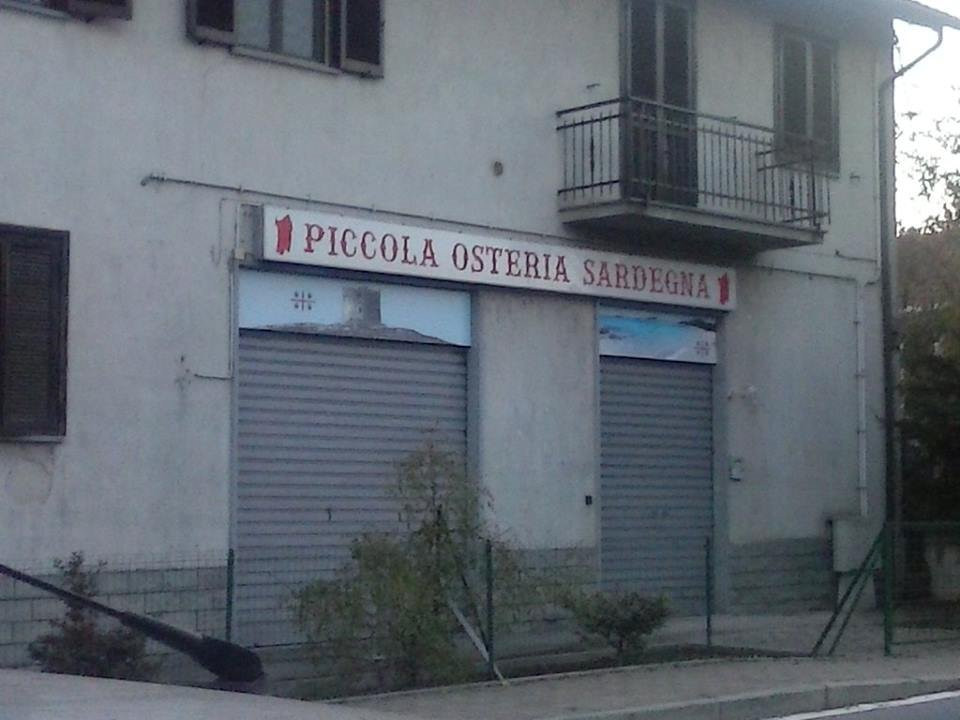 PICCOLA OSTERIA SARDEGNA